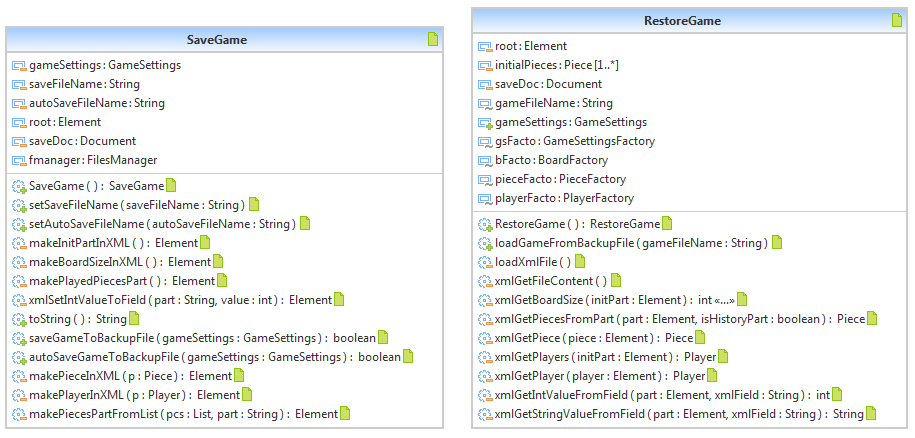 SaveGame
gameSettings : GameSettings
saveFileName : String
autoSaveFileName : String
root : Element
saveDoc : Document
fmanager : FilesManager
SaveGame ( ) : SaveGame
setSaveFileName ( saveFileName : String )
setAutoSaveFileName ( autoSaveFileName : String )
makeInitPartInXML ( ) : Element
makeBoardSizeInXML ( ) : Element
makePlayedPiecesPart ( ) : Element
xmlSetIntValueToField ( part : String, value : int ) : Element
toString ( ) : String
saveGameToBackupFile ( gameSettings : GameSettings ) : boolean
autoSaveGameToBackupFile ( gameSettings : GameSettings ) : boolean
makePieceInXML ( p : Piece ) : Element
makePlayerInXML ( p : Player ) : Element
makePiecesPartFromList ( pcs : List, part : String ) : Element
RestoreGame
root : Element
initialPieces : Piece [1..*]
saveDoc : Document
gameFileName : String
gameSettings : GameSettings
gsFacto : GameSettingsFactory
bFacto : BoardFactory
pieceFacto : PieceFactory
playerFacto : PlayerFactory
RestoreGame ( ) : RestoreGame
loadGameFromBackupFile ( gameFileName : String )
loadXmlFile ( )
xmlGetFileContent ( )
xmlGetBoardSize ( initPart : Element ) : int «...»
xmlGetPiecesFromPart ( part : Element, isHistoryPart : boolean ) : Piece
xmlGetPiece ( piece : Element ) : Piece
xmlGetPlayers ( initPart : Element ) : Player
xmlGetPlayer ( player : Element ) : Player
xmlGetIntValueFromField ( part : Element, xmlField : String ) : int
xmlGetStringValueFromField ( part : Element, xmlField : String ) : String